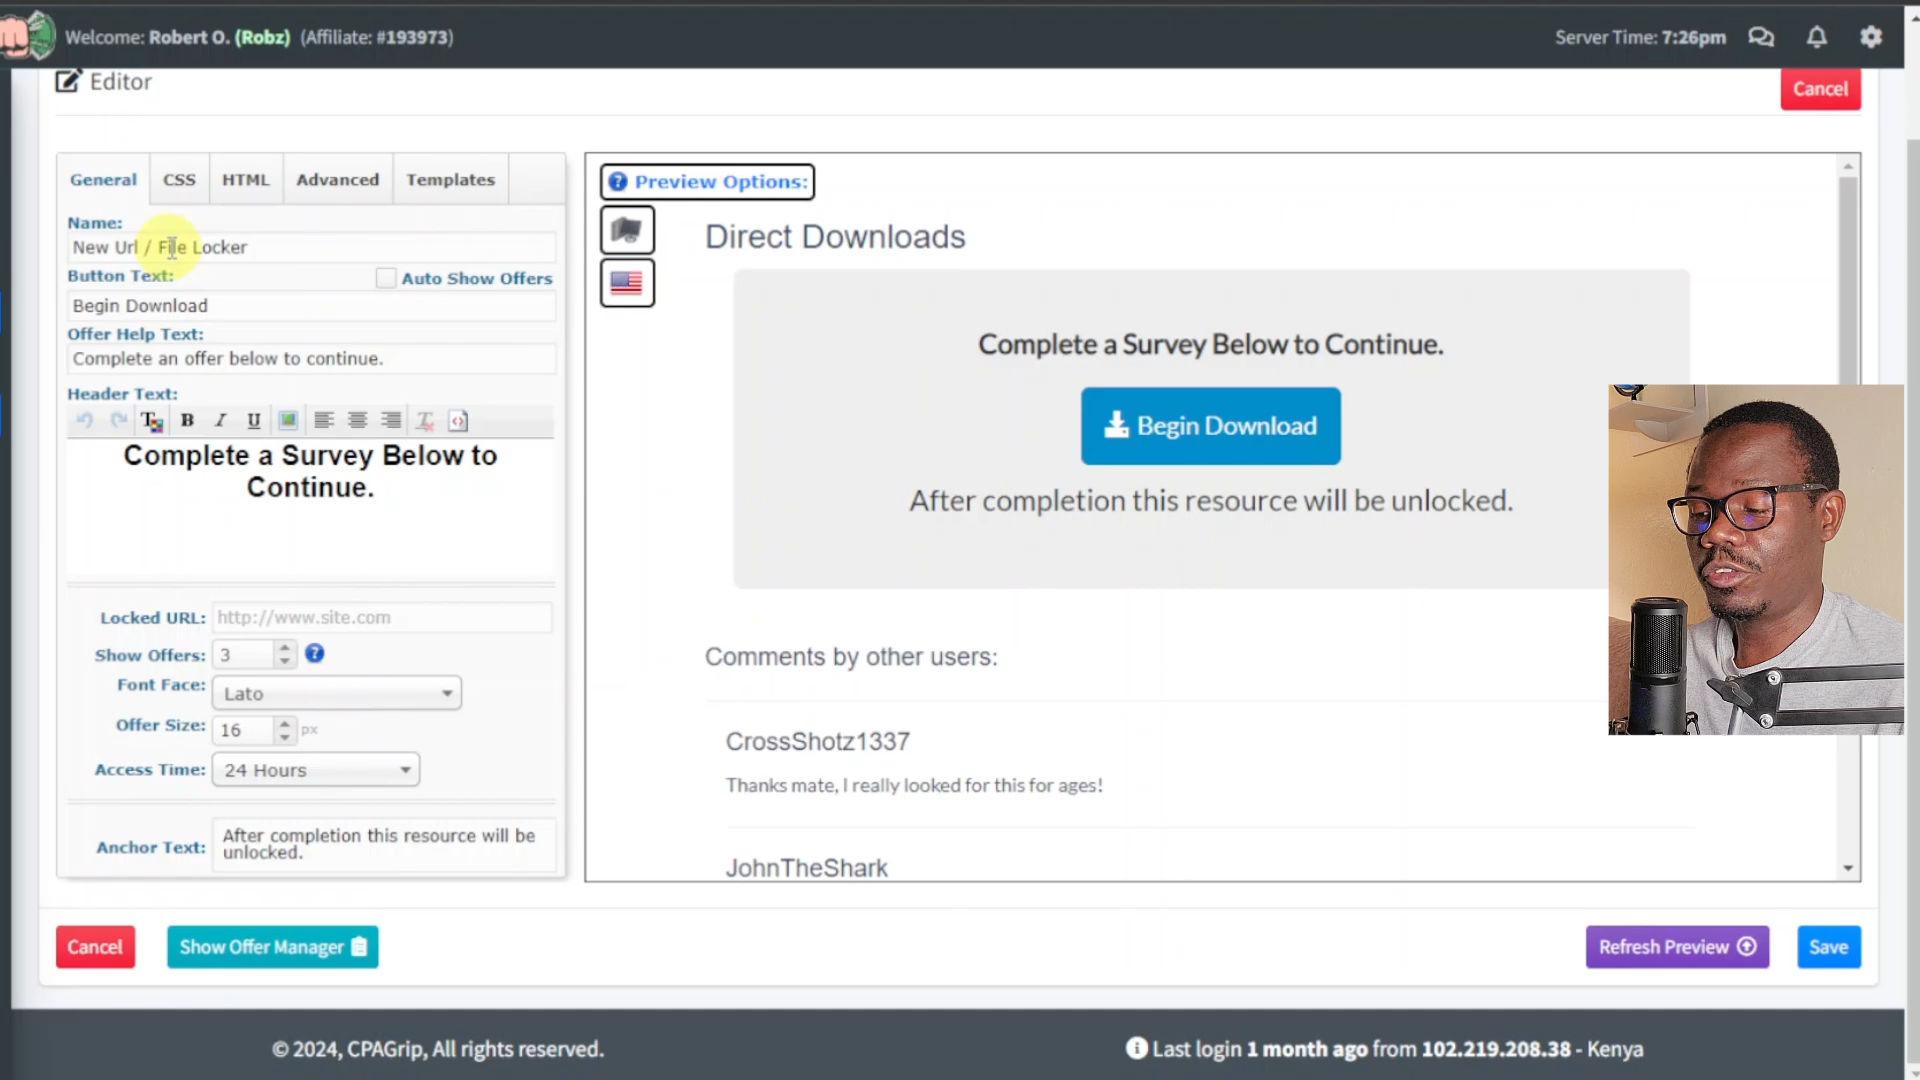 Welcome: Robert O. (Robz) (Affiliate: #193973)
Server Time: 7:26pm
Editor
Cancel
General
CSS
HTML
Advanced
Templates
Name:
New Url / File Locker
Button Text:
Auto Show Offers
Begin Download
Offer Help Text:
Complete an offer below to continue.
Header Text:
B I U
Complete a Survey Below to
Continue.
Locked URL: http://www.site.com
Show Offers: 3
Font Face: Lato
Offer Size: 16 px
Access Time: 24 Hours
Anchor Text: After completion this resource will be
unlocked.
Preview Options:
Direct Downloads
Complete a Survey Below to Continue.
Begin Download
After completion this resource will be unlocked.
Comments by other users:
CrossShotz1337
Thanks mate, I really looked for this for ages!
JohnTheShark
Cancel
Show Offer Manager
Refresh Preview
Save
© 2024, CPAGrip, All rights reserved.
Last login 1 month ago from 102.219.208.38 - Kenya